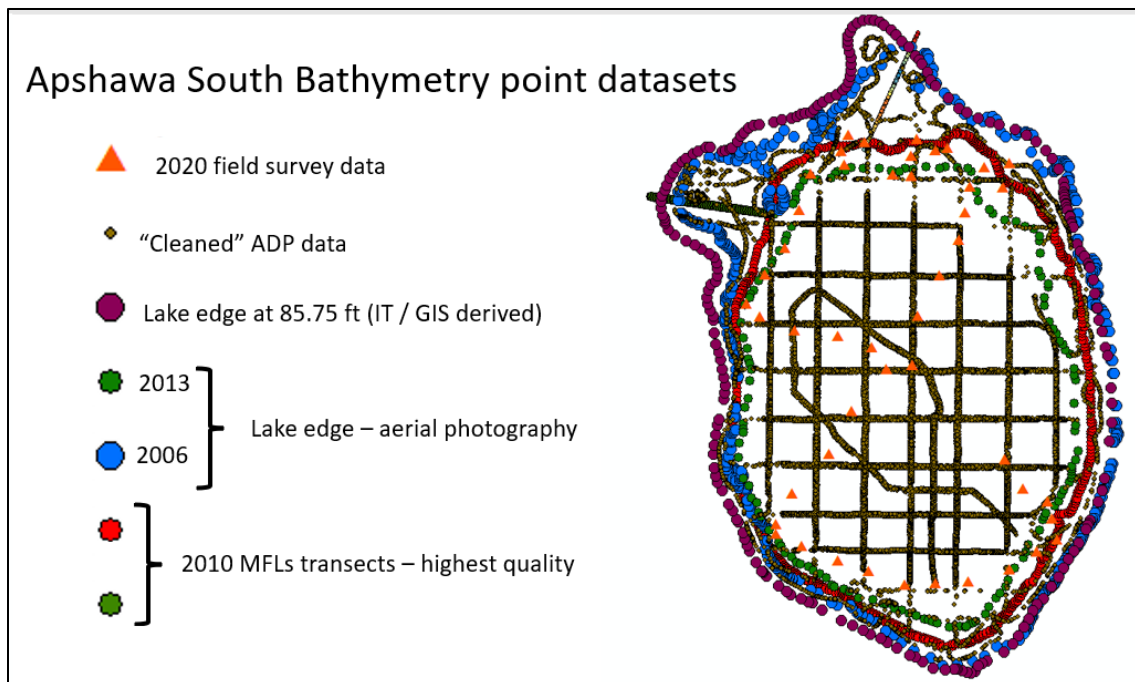 Apshawa South Bathymetry point datasets
2020 field survey data
“Cleaned” ADP data
Lake edge at 85.75 ft (IT / GIS derived)
2013
Lake edge – aerial photography
2006
2010 MFLs transects – highest quality